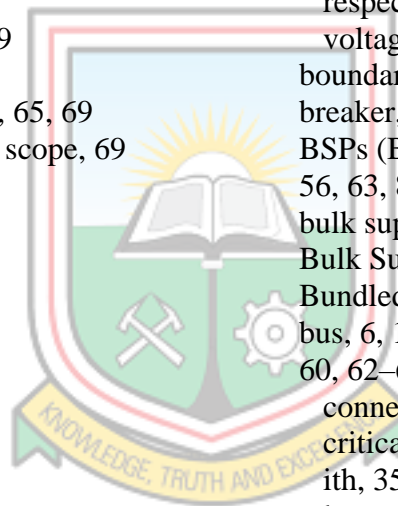 9
, 65, 69
scope, 69
respec
voltag
boundar
breaker,
BSPs (E
56, 63, 8
bulk sup
Bulk Su
Bundled
bus, 6, 1
60, 62–6
conne
critica
ith, 35
KNOWLEDGE, TRUTH AND EXCELLENCE